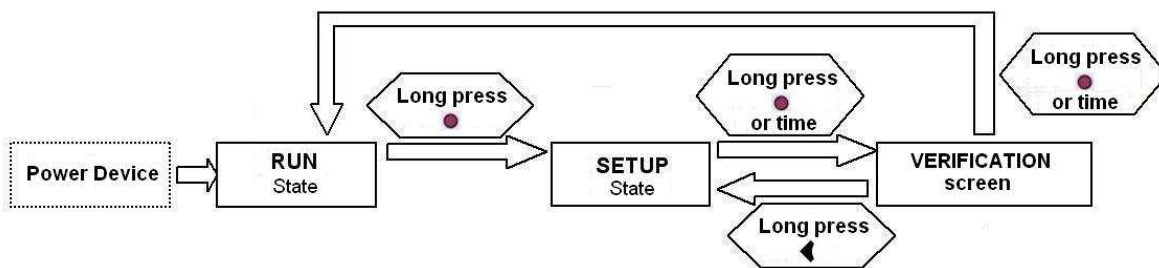 Long press
or time
Long press
Long press
or time
Power Device
RUN
State
SETUP
State
VERIFICATION
screen
Long press